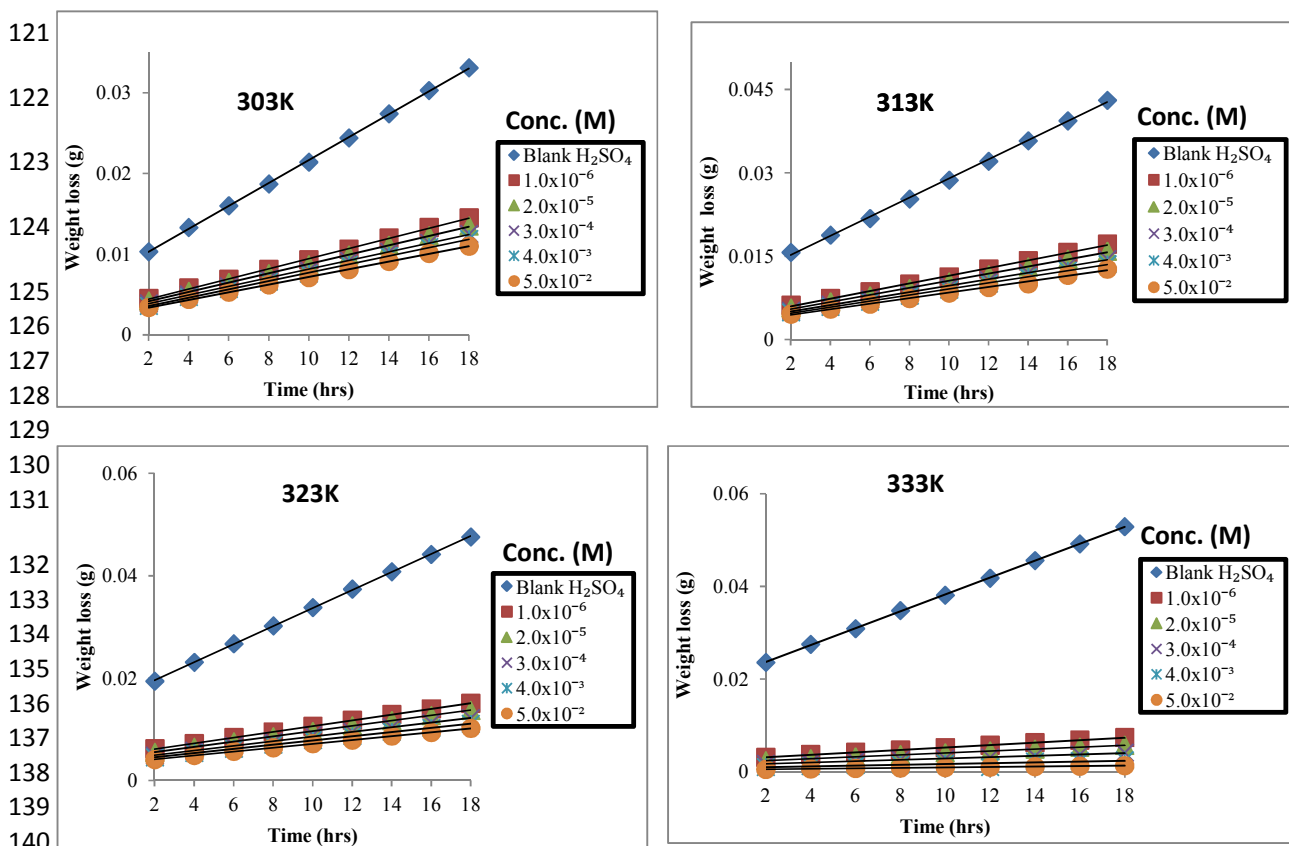 121
122
123
124
125
126
127
128
129
130
131
132
133
134
135
136
137
138
139
140
303K
Weight loss (g)
0.03
0.02
0.01
0
2 4 6 8 10 12 14 16 18
Time (hrs)
Conc. (M)
Blank H₂SO₄
1.0x10⁻⁶
2.0x10⁻⁵
3.0x10⁻⁴
4.0x10⁻³
5.0x10⁻²
313K
Weight loss (g)
0.045
0.03
0.015
0
2 4 6 8 10 12 14 16 18
Time (hrs)
Conc. (M)
Blank H₂SO₄
1.0x10⁻⁶
2.0x10⁻⁵
3.0x10⁻⁴
4.0x10⁻³
5.0x10⁻²
323K
Weight loss (g)
0.06
0.04
0.02
0
2 4 6 8 10 12 14 16 18
Time (hrs)
Conc. (M)
Blank H₂SO₄
1.0x10⁻⁶
2.0x10⁻⁵
3.0x10⁻⁴
4.0x10⁻³
5.0x10⁻²
333K
Weight loss (g)
0.06
0.04
0.02
0
2 4 6 8 10 12 14 16 18
Time (hrs)
Conc. (M)
Blank H₂SO₄
1.0x10⁻⁶
2.0x10⁻⁵
3.0x10⁻⁴
4.0x10⁻³
5.0x10⁻²